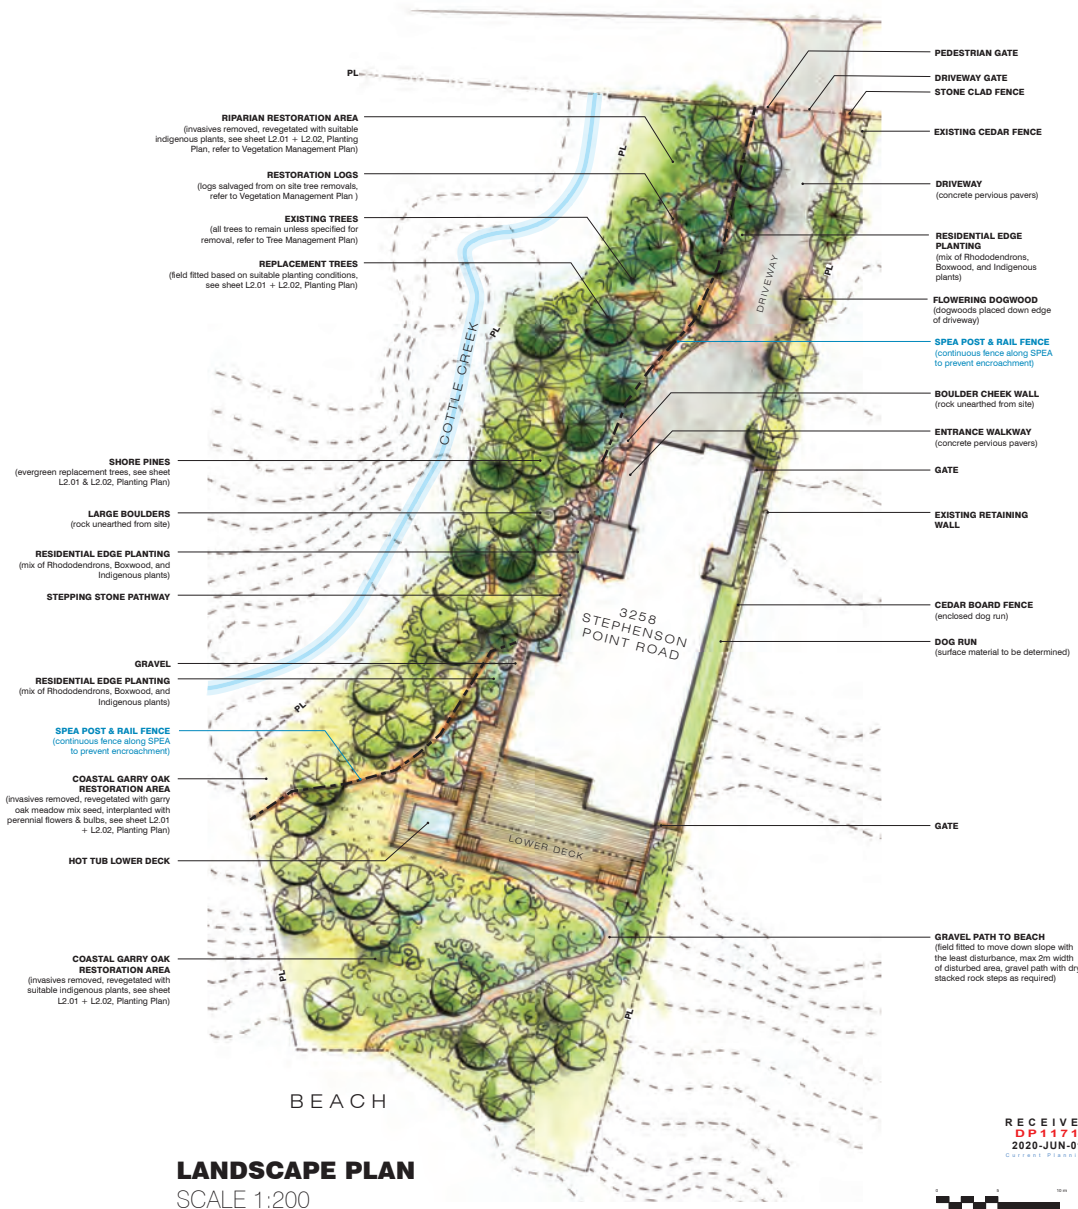 PL
RIPARIAN RESTORATION AREA
(invasives removed, revegetated with suitable
indigenous plants, see sheet L2.01 + L2.02, Planting
Plan, refer to Vegetation Management Plan)
RESTORATION LOGS
(logs salvaged from on site tree removals,
refer to Vegetation Management Plan )
EXISTING TREES
(all trees to remain unless specified for
removal, refer to Tree Management Plan)
REPLACEMENT TREES
(field fitted based on suitable planting conditions,
see sheet L2.01 + L2.02, Planting Plan)
SHORE PINES
(evergreen replacement trees, see sheet
L2.01 & L2.02, Planting Plan)
LARGE BOULDERS
(rock unearthed from site)
RESIDENTIAL EDGE PLANTING
(mix of Rhododendrons, Boxwood, and
Indigenous plants)
STEPPING STONE PATHWAY
GRAVEL
RESIDENTIAL EDGE PLANTING
(mix of Rhododendrons, Boxwood, and
Indigenous plants)
SPEA POST & RAIL FENCE
(continuous fence along SPEA
to prevent encroachment)
COASTAL GARRY OAK
RESTORATION AREA
(invasives removed, revegetated with garry
oak meadow mix seed, interplanted with
perennial flowers & bulbs, see sheet L2.01
+ L2.02, Planting Plan)
HOT TUB LOWER DECK
COASTAL GARRY OAK
RESTORATION AREA
(invasives removed, revegetated with
suitable indigenous plants, see sheet
L2.01 + L2.02, Planting Plan)
PL
PL
COTTLE CREEK
DRIVEWAY
PL
3258
STEPHENSON
POINT ROAD
PL
LOWER DECK
PL
PL
BEACH
PEDESTRIAN GATE
DRIVEWAY GATE
STONE CLAD FENCE
EXISTING CEDAR FENCE
DRIVEWAY
(concrete pervious pavers)
RESIDENTIAL EDGE
PLANTING
(mix of Rhododendrons,
Boxwood, and Indigenous
plants)
FLOWERING DOGWOOD
(dogwoods placed down edge
of driveway)
SPEA POST & RAIL FENCE
(continuous fence along SPEA
to prevent encroachment)
BOULDER CHEEK WALL
(rock unearthed from site)
ENTRANCE WALKWAY
(concrete pervious pavers)
GATE
EXISTING RETAINING
WALL
CEDAR BOARD FENCE
(enclosed dog run)
DOG RUN
(surface material to be determined)
GATE
GRAVEL PATH TO BEACH
(field fitted to move down slope with
the least disturbance, max 2m width
of disturbed area, gravel path with dry
stacked rock steps as required)
LANDSCAPE PLAN
SCALE 1:200
RECEIVE
DP1171
2020-JUN-0
Current Planni
0 5 10 m